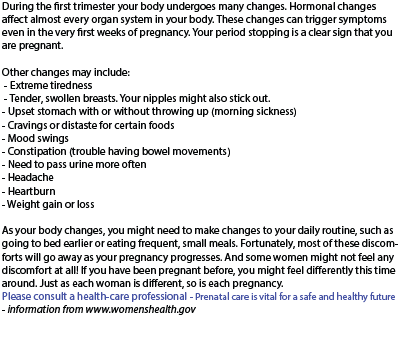 During the first trimester your body undergoes many changes. Hormonal changes
affect almost every organ system in your body. These changes can trigger symptoms
even in the very first weeks of pregnancy. Your period stopping is a clear sign that you
are pregnant.
Other changes may include:
- Extreme tiredness
- Tender, swollen breasts. Your nipples might also stick out.
- Upset stomach with or without throwing up (morning sickness)
- Cravings or distaste for certain foods
- Mood swings
- Constipation (trouble having bowel movements)
- Need to pass urine more often
- Headache
- Heartburn
- Weight gain or loss
As your body changes, you might need to make changes to your daily routine, such as
going to bed earlier or eating frequent, small meals. Fortunately, most of these discom-
forts will go away as your pregnancy progresses. And some women might not feel any
discomfort at all! If you have been pregnant before, you might feel differently this time
around. Just as each woman is different, so is each pregnancy.
Please consult a health-care professional - Prenatal care is vital for a safe and healthy future
- information from www.womenshealth.gov